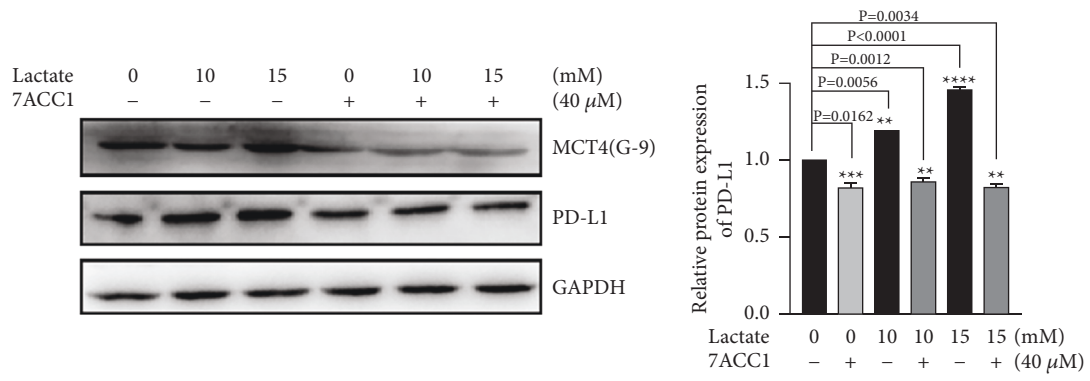 Lactate 0 10 15 0 10 15 (mM)
7ACC1 – – – + + + (40 μM)
MCT4(G-9)
PD-L1
GAPDH
P=0.0034
P<0.0001
P=0.0012
P=0.0056
P=0.0162
****
**
***
**
**
Relative protein expression
of PD-L1
1.5
1.0
0.5
0.0
Lactate 0 0 10 10 15 15 (mM)
7ACC1 – + – + – + (40 μM)